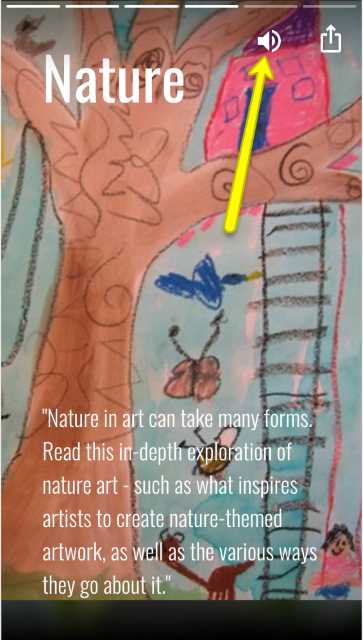 Nature
"Nature in art can take many forms.
Read this in-depth exploration of
nature art - such as what inspires
artists to create nature-themed
artwork, as well as the various ways
they go about it."